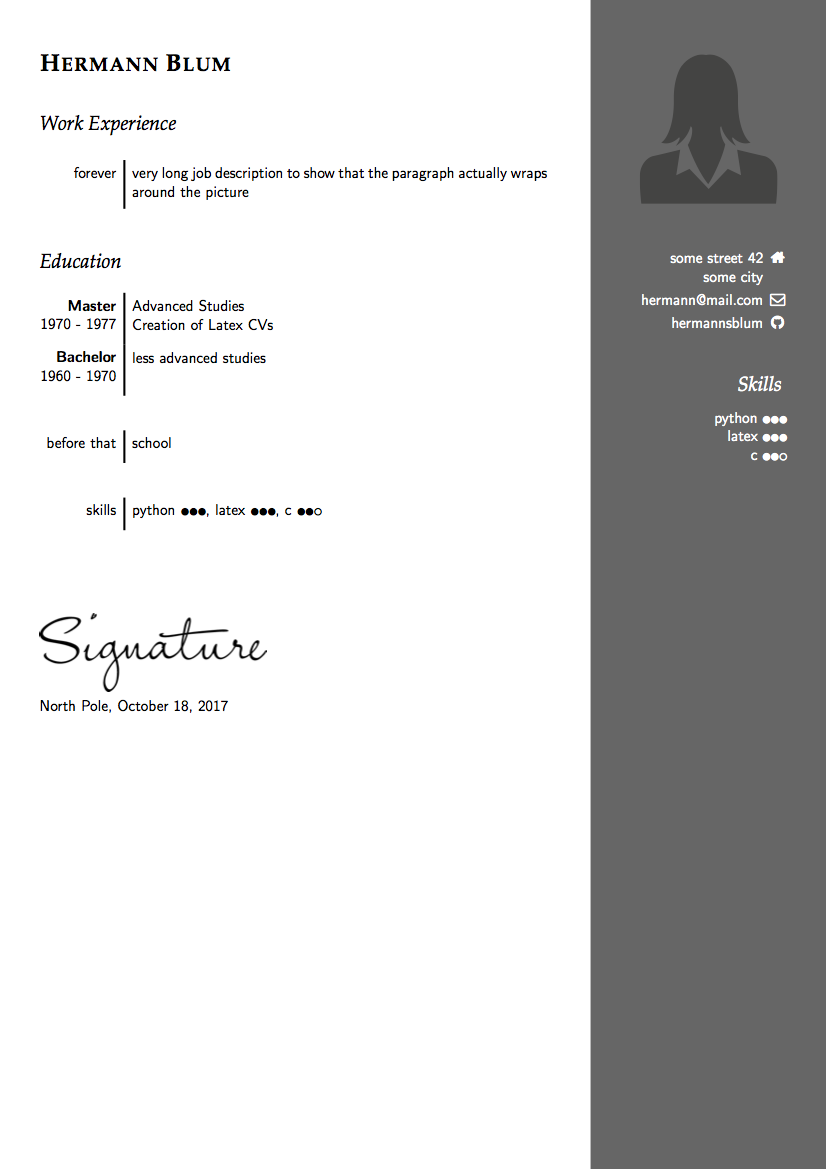 Hermann Blum
Work Experience
forever very long job description to show that the paragraph actually wraps
around the picture
Education
Master Advanced Studies
1970 - 1977 Creation of Latex CVs
Bachelor less advanced studies
1960 - 1970
before that school
skills python ●●●, latex ●●●, c ●●○
Signature
North Pole, October 18, 2017
some street 42
some city
hermann@mail.com
hermannsblum
Skills
python ●●●
latex ●●●
c ●●○